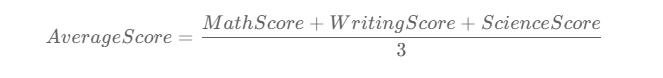 AverageScore = (MathScore + WritingScore + ScienceScore) / 3